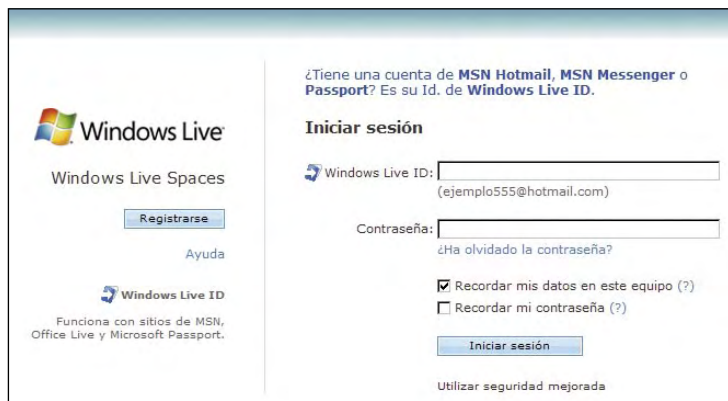 Windows Live
Windows Live Spaces
Registrarse
Ayuda
Windows Live ID
Funciona con sitios de MSN,
Office Live y Microsoft Passport.
¿Tiene una cuenta de MSN Hotmail, MSN Messenger o
Passport? Es su Id. de Windows Live ID.
Iniciar sesión
Windows Live ID:
(ejemplo555@hotmail.com)
Contraseña:
¿Ha olvidado la contraseña?
Recordar mis datos en este equipo (?)
Recordar mi contraseña (?)
Iniciar sesión
Utilizar seguridad mejorada